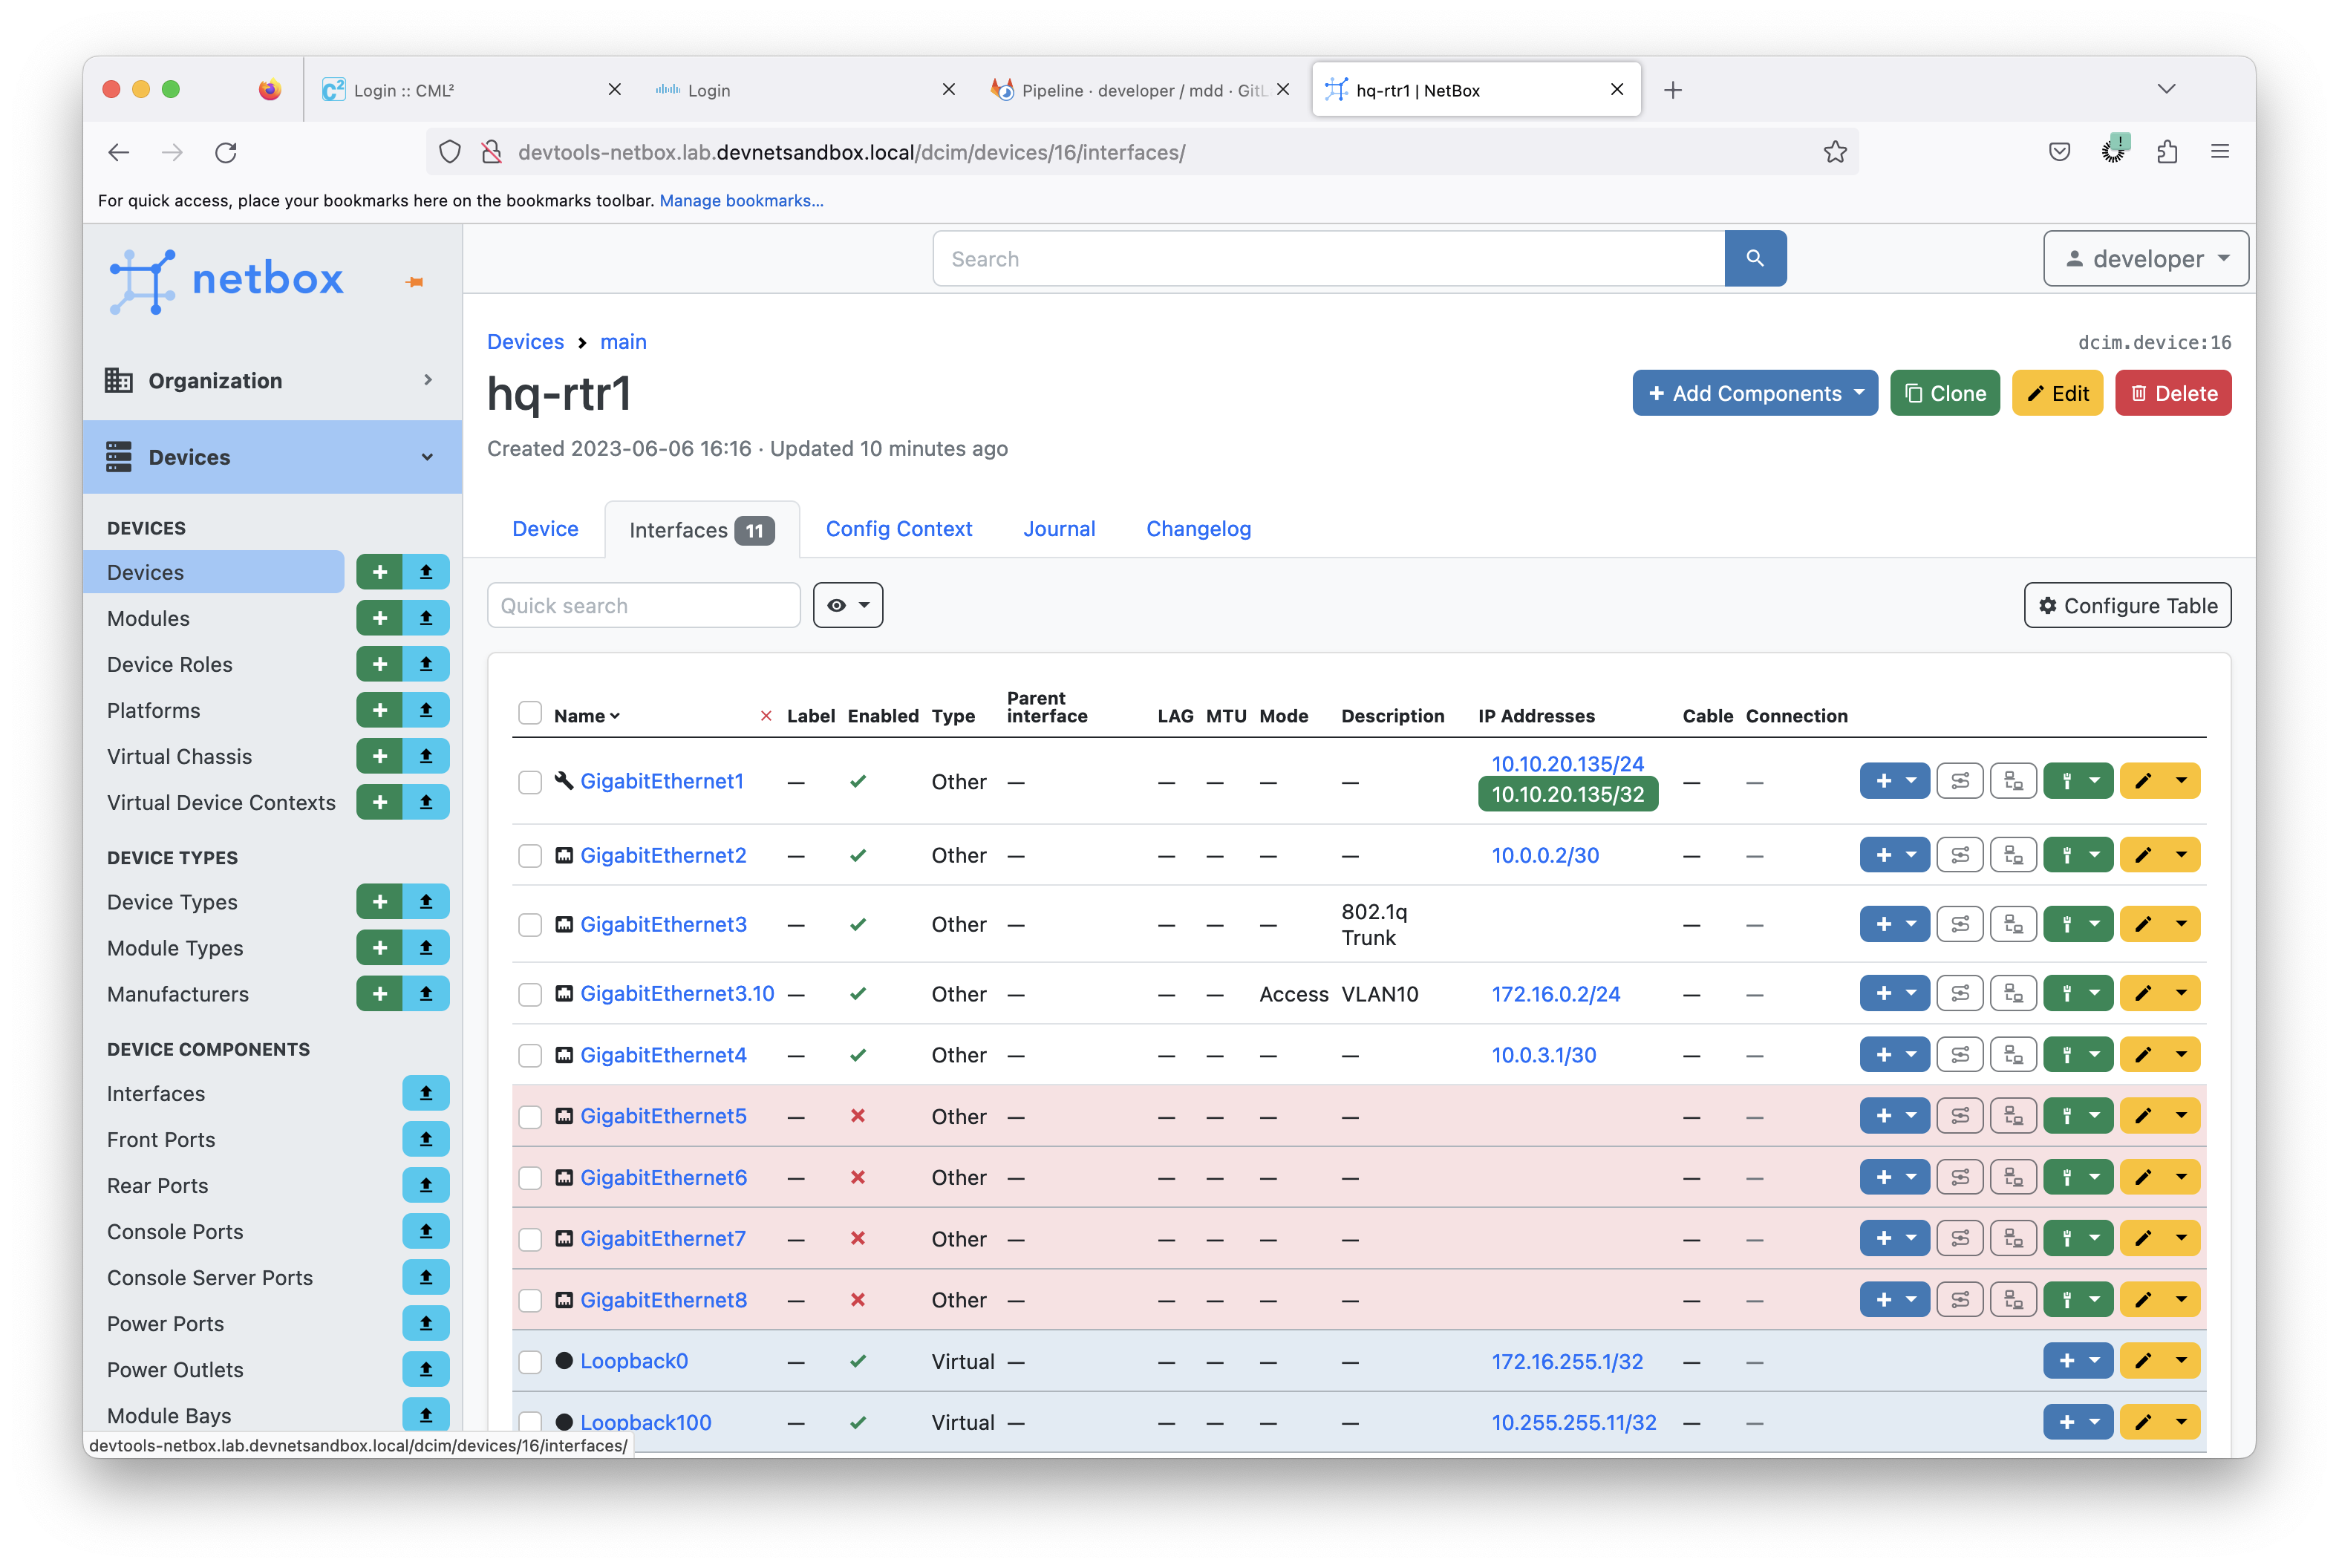 Login :: CML²
Login
Pipeline · developer / mdd · GitL
hq-rtr1 | NetBox
devtools-netbox.lab.devnetsandbox.local/dcim/devices/16/interfaces/
!
For quick access, place your bookmarks here on the bookmarks toolbar. Manage bookmarks...
netbox
Search
developer
Organization
Devices
DEVICES
Devices
Modules
Device Roles
Platforms
Virtual Chassis
Virtual Device Contexts
DEVICE TYPES
Device Types
Module Types
Manufacturers
DEVICE COMPONENTS
Interfaces
Front Ports
Rear Ports
Console Ports
Console Server Ports
Power Ports
Power Outlets
Module Bays
devtools-netbox.lab.devnetsandbox.local/dcim/devices/16/interfaces/
Devices > main
dcim.device:16
hq-rtr1
+ Add Components
Clone
Edit
Delete
Created 2023-06-06 16:16 · Updated 10 minutes ago
Device
Interfaces 11
Config Context
Journal
Changelog
Quick search
Configure Table
Name Label Enabled Type Parent interface LAG MTU Mode Description IP Addresses Cable Connection
GigabitEthernet1 — Other — — — — — 10.10.20.135/24 — —
10.10.20.135/32
GigabitEthernet2 — Other — — — — — 10.0.0.2/30 — —
GigabitEthernet3 — Other — — — — 802.1q Trunk — —
GigabitEthernet3.10 — Other — — — Access VLAN10 172.16.0.2/24 — —
GigabitEthernet4 — Other — — — — — 10.0.3.1/30 — —
GigabitEthernet5 — Other — — — — — — —
GigabitEthernet6 — Other — — — — — — —
GigabitEthernet7 — Other — — — — — — —
GigabitEthernet8 — Other — — — — — — —
Loopback0 — Virtual — — — — — 172.16.255.1/32 — —
Loopback100 — Virtual — — — — — 10.255.255.11/32 — —